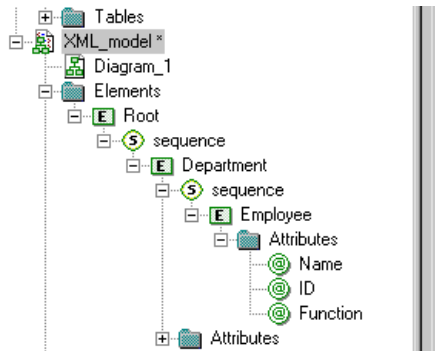 Tables
XML_model *
Diagram_1
Elements
E Root
S sequence
E Department
S sequence
E Employee
Attributes
@ Name
@ ID
@ Function
Attributes